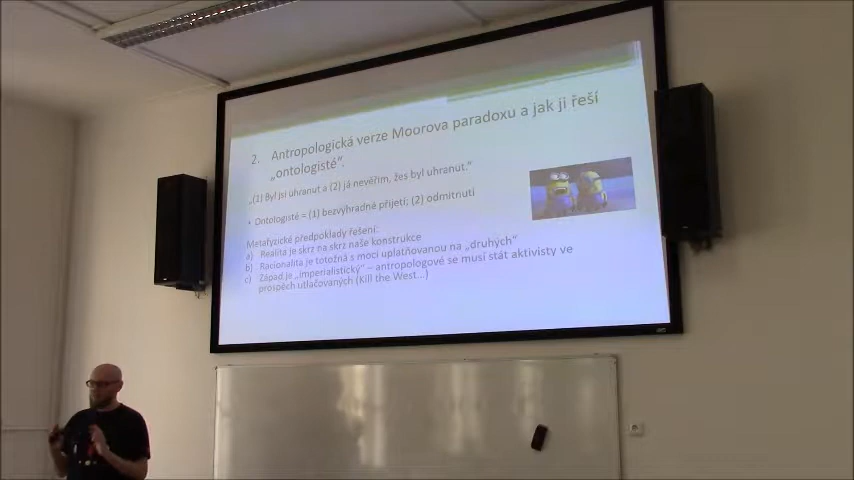 2. Antropologická verze Moorova paradoxu a jak ji řeší
„ontologisté“.
„(1) Byl jsi uhranut a (2) já nevěřím, žes byl uhranut.“
• Ontologisté = (1) bezvýhradné přijetí; (2) odmítnutí
Metafyzické předpoklady řešení:
a) Realita je skrz na skrz naše konstrukce
b) Racionalita je totožná s mocí uplatňovanou na „druhých“
c) Západ je „imperialistický“ – antropologové se musí stát aktivisty ve
prospěch utlačovaných (Kill the West...)